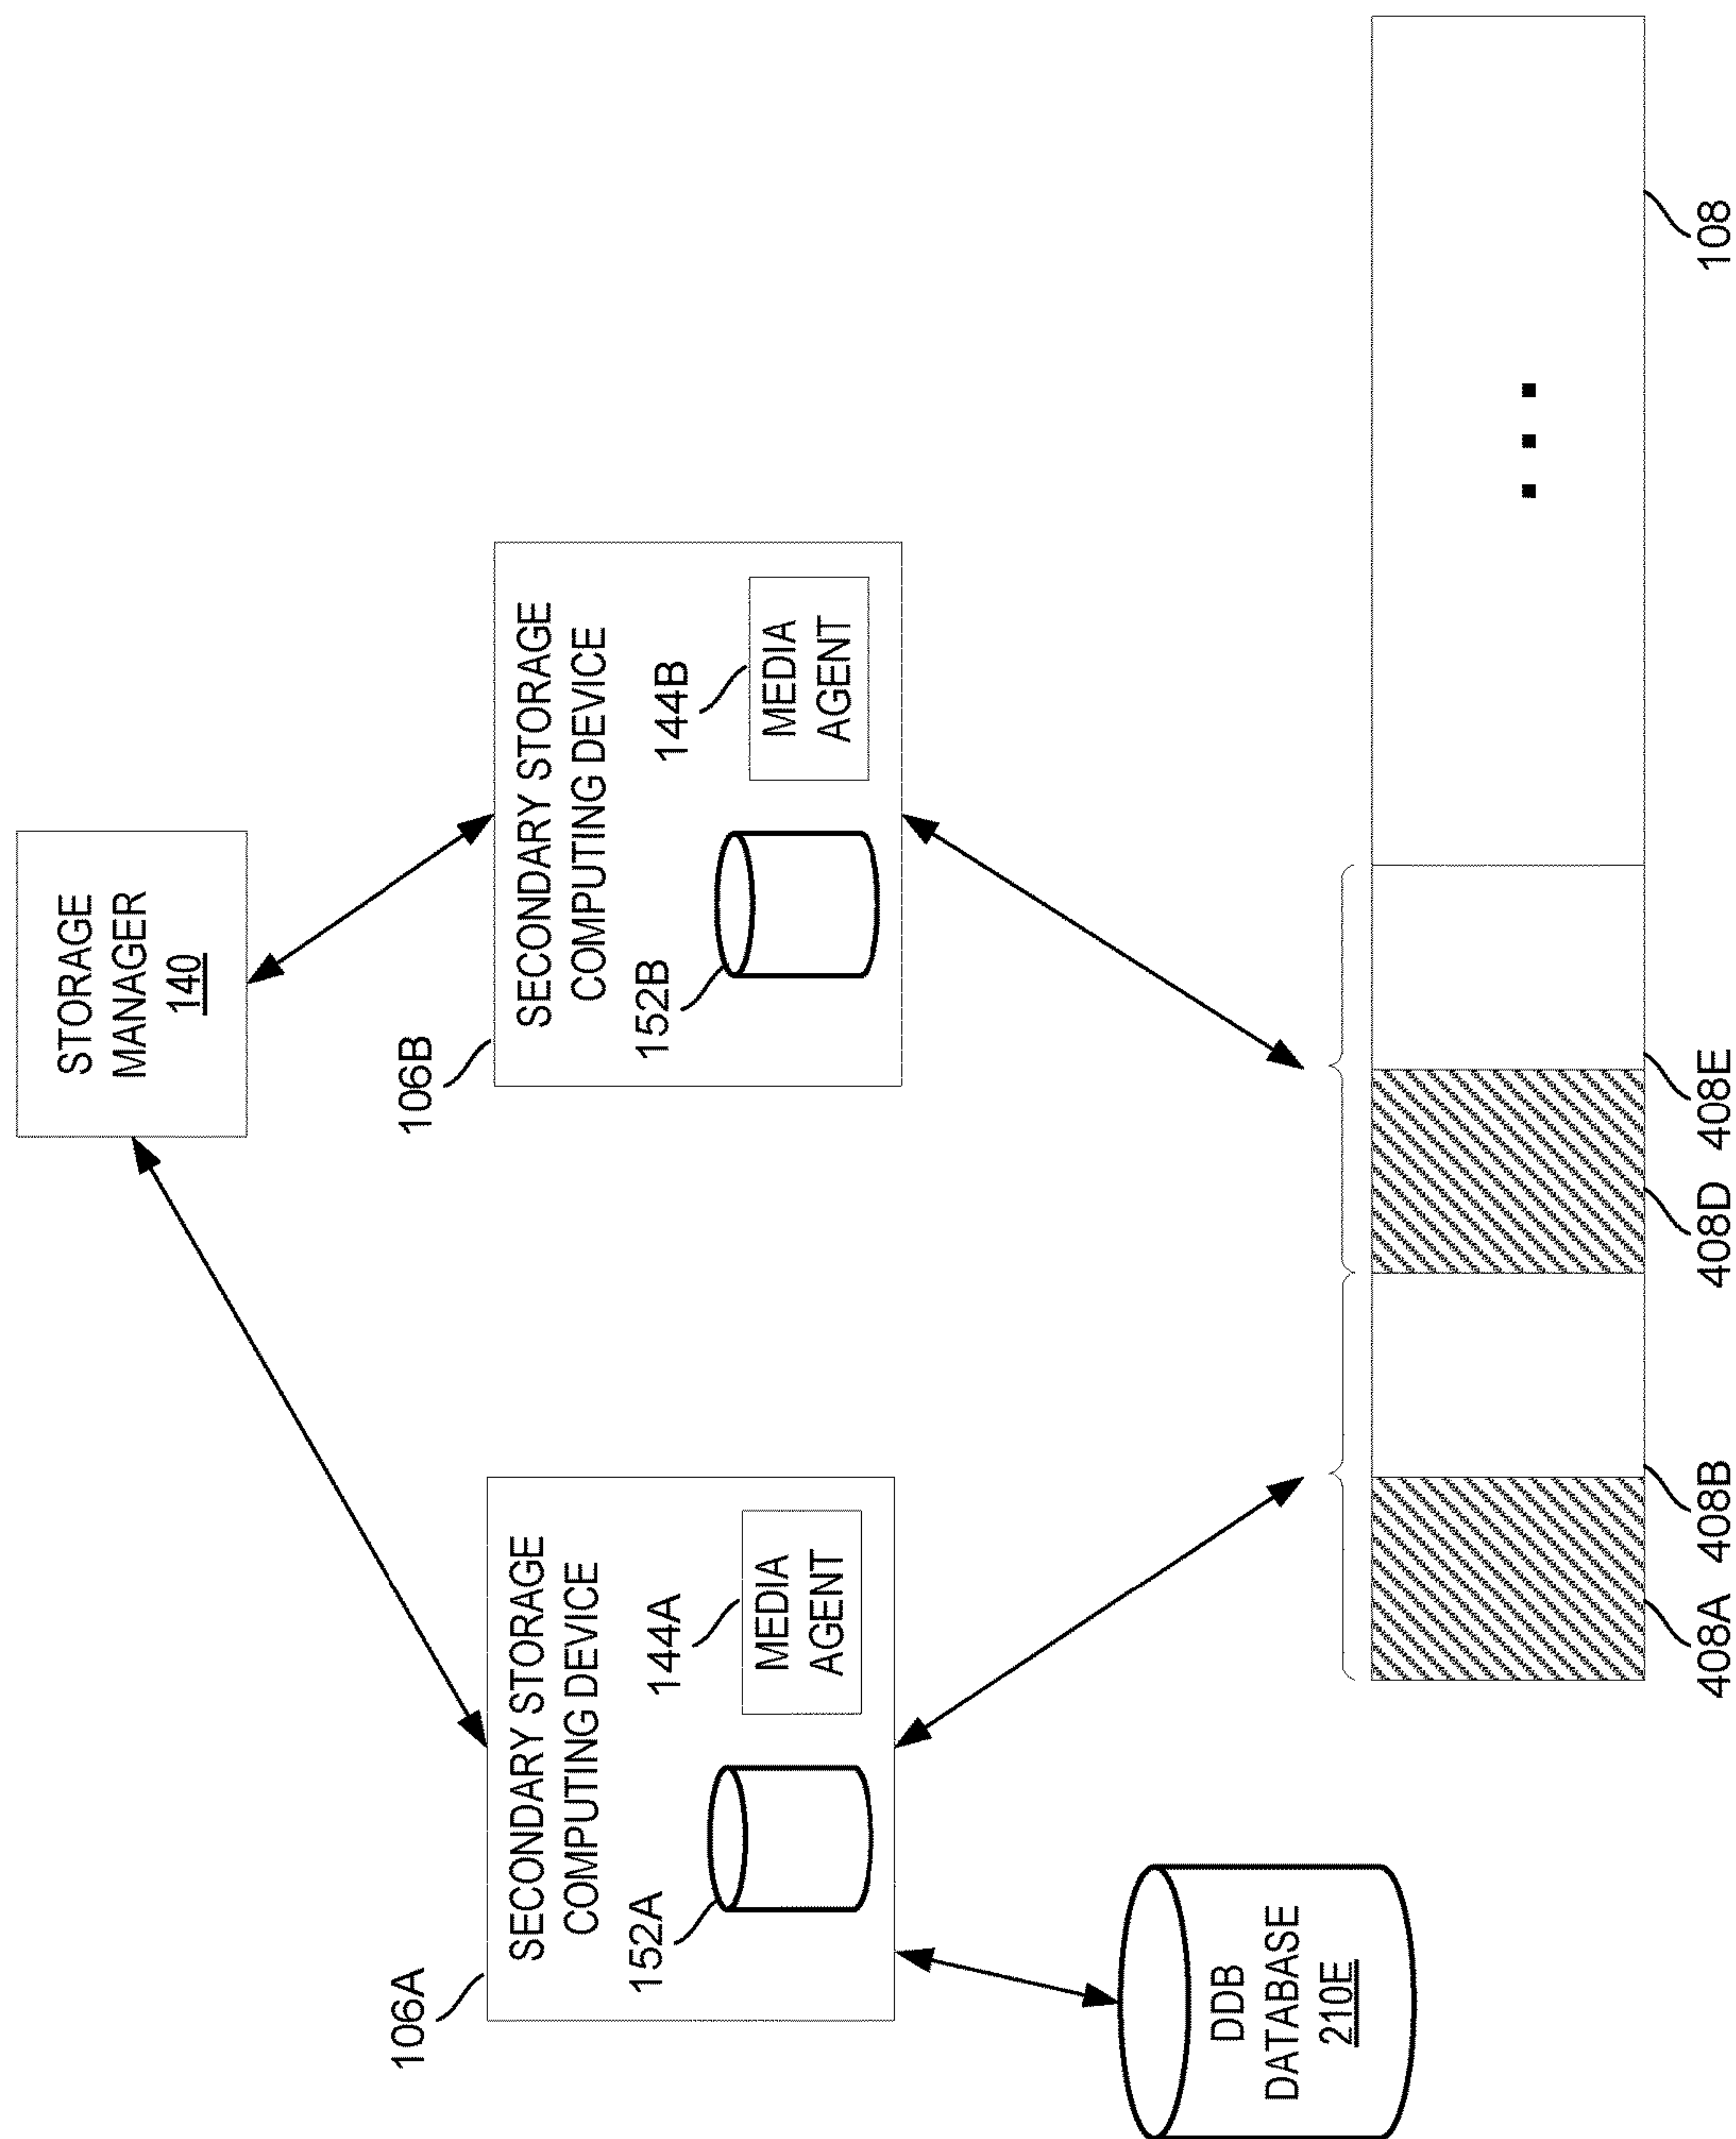 STORAGE
MANAGER
140
106A
SECONDARY STORAGE
COMPUTING DEVICE
152A
144A
MEDIA
AGENT
106B
SECONDARY STORAGE
COMPUTING DEVICE
152B
144B
MEDIA
AGENT
DDB
DATABASE
210E
408A
408B
408D
408E
108